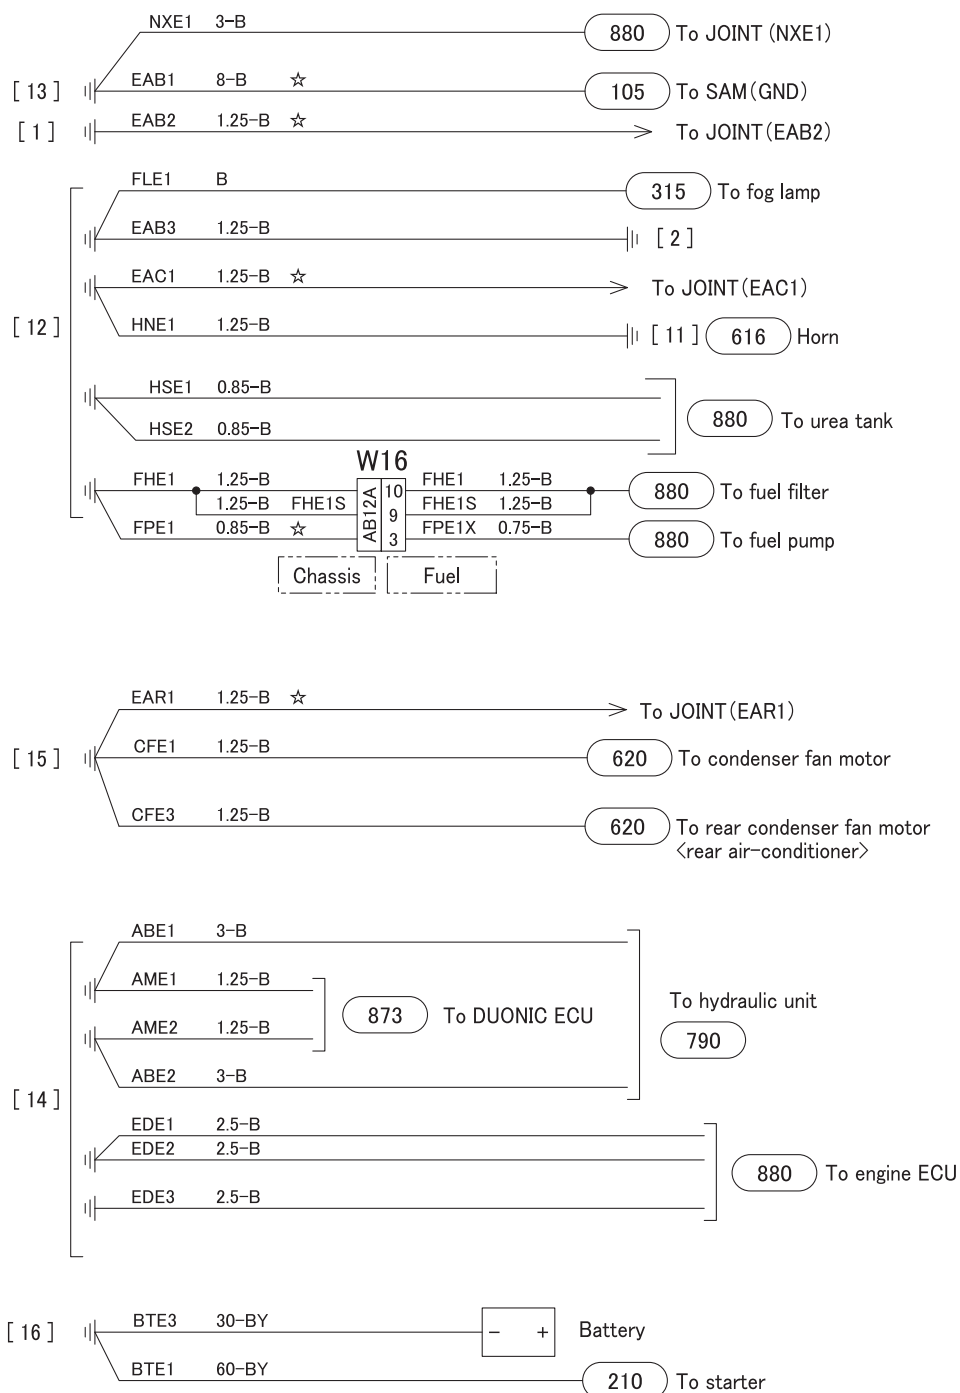 NXE1 3-B 880 To JOINT (NXE1)
[ 13 ] EAB1 8-B ☆ 105 To SAM(GND)
[ 1 ] EAB2 1.25-B ☆ To JOINT(EAB2)
FLE1 B 315 To fog lamp
EAB3 1.25-B [ 2 ]
EAC1 1.25-B ☆ To JOINT(EAC1)
[ 12 ]
HNE1 1.25-B [ 11 ] 616 Horn
HSE1 0.85-B
880 To urea tank
HSE2 0.85-B
W16
FHE1 1.25-B 10 FHE1 1.25-B 880 To fuel filter
1.25-B FHE1S AB12A 9 FHE1S 1.25-B
FPE1 0.85-B ☆ 3 FPE1X 0.75-B 880 To fuel pump
Chassis Fuel
EAR1 1.25-B ☆ To JOINT(EAR1)
[ 15 ] CFE1 1.25-B 620 To condenser fan motor
CFE3 1.25-B 620 To rear condenser fan motor
<rear air-conditioner>
ABE1 3-B
AME1 1.25-B
To hydraulic unit
873 To DUONIC ECU
AME2 1.25-B 790
ABE2 3-B
[ 14 ]
EDE1 2.5-B
EDE2 2.5-B
880 To engine ECU
EDE3 2.5-B
[ 16 ] BTE3 30-BY - + Battery
BTE1 60-BY 210 To starter